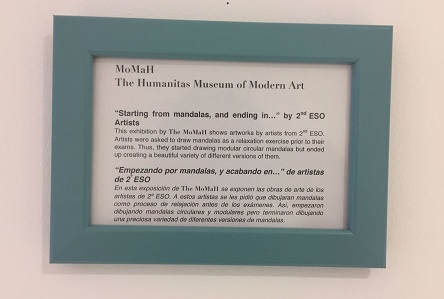 MoMaH
The Humanitas Museum of Modern Art
"Starting from mandalas, and ending in..." by 2nd ESO
Artists
This exhibition by The MoMaH shows artworks by artists from 2nd ESO.
Artists were asked to draw mandalas as a relaxation exercise prior to their
exams. Thus, they started drawing modular circular mandalas but ended
up creating a beautiful variety of different versions of them.
"Empezando por mandalas, y acabando en..." de artistas
de 2º ESO
En esta exposición de The MoMaH se exponen las obras de arte de los
artistas de 2º ESO. A estos artistas se les pidió que dibujaran mandalas
como proceso de relajación antes de los exámenes. Así, empezaron
dibujando mandalas circulares y modulares pero terminaron dibujando
una preciosa variedad de diferentes versiones de mandalas.